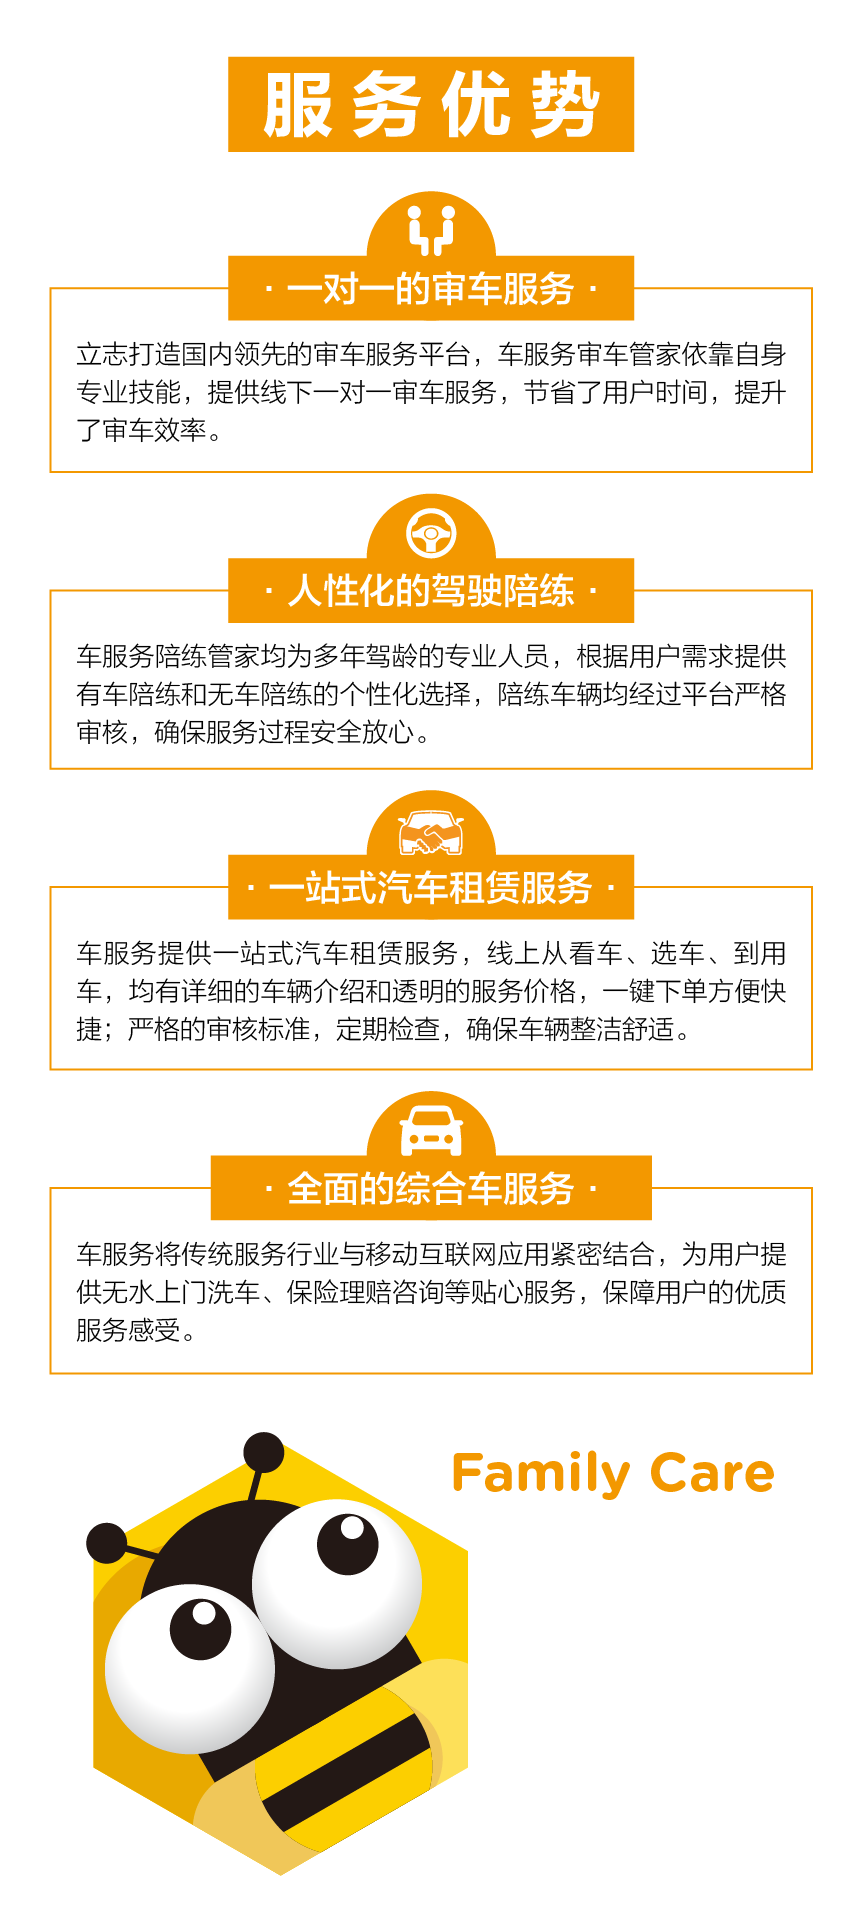 服务优势
·一对一的审车服务·
立志打造国内领先的审车服务平台，车服务审车管家依靠自身
专业技能，提供线下一对一审车服务，节省了用户时间，提升
了审车效率。
·人性化的驾驶陪练·
车服务陪练管家均为多年驾龄的专业人员，根据用户需求提供
有车陪练和无车陪练的个性化选择，陪练车辆均经过平台严格
审核，确保服务过程安全放心。
·一站式汽车租赁服务·
车服务提供一站式汽车租赁服务，线上从看车、选车、到用
车，均有详细的车辆介绍和透明的服务价格，一键下单方便快
捷；严格的审核标准，定期检查，确保车辆整洁舒适。
·全面的综合车服务·
车服务将传统服务行业与移动互联网应用紧密结合，为用户提
供无水上门洗车、保险理赔咨询等贴心服务，保障用户的优质
服务感受。
Family Care